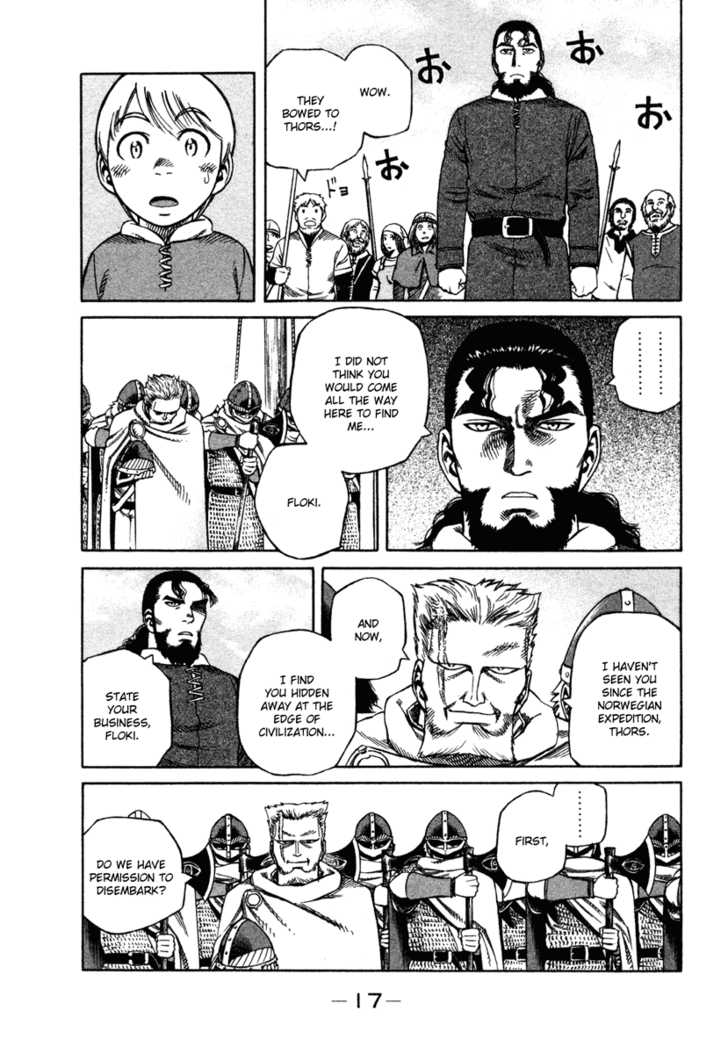 お
お
お
お
ドヨ
WOW.
THEY
BOWED TO
THORS...!
..........
I DID NOT
THINK YOU
WOULD COME
ALL THE WAY
HERE TO FIND
ME...
FLOKI.
I HAVEN'T
SEEN YOU
SINCE THE
NORWEGIAN
EXPEDITION,
THORS.
AND
NOW,
I FIND
YOU HIDDEN
AWAY AT THE
EDGE OF
CIVILIZATION...
STATE
YOUR
BUSINESS,
FLOKI.
.......
FIRST,
DO WE HAVE
PERMISSION TO
DISEMBARK?
—17—